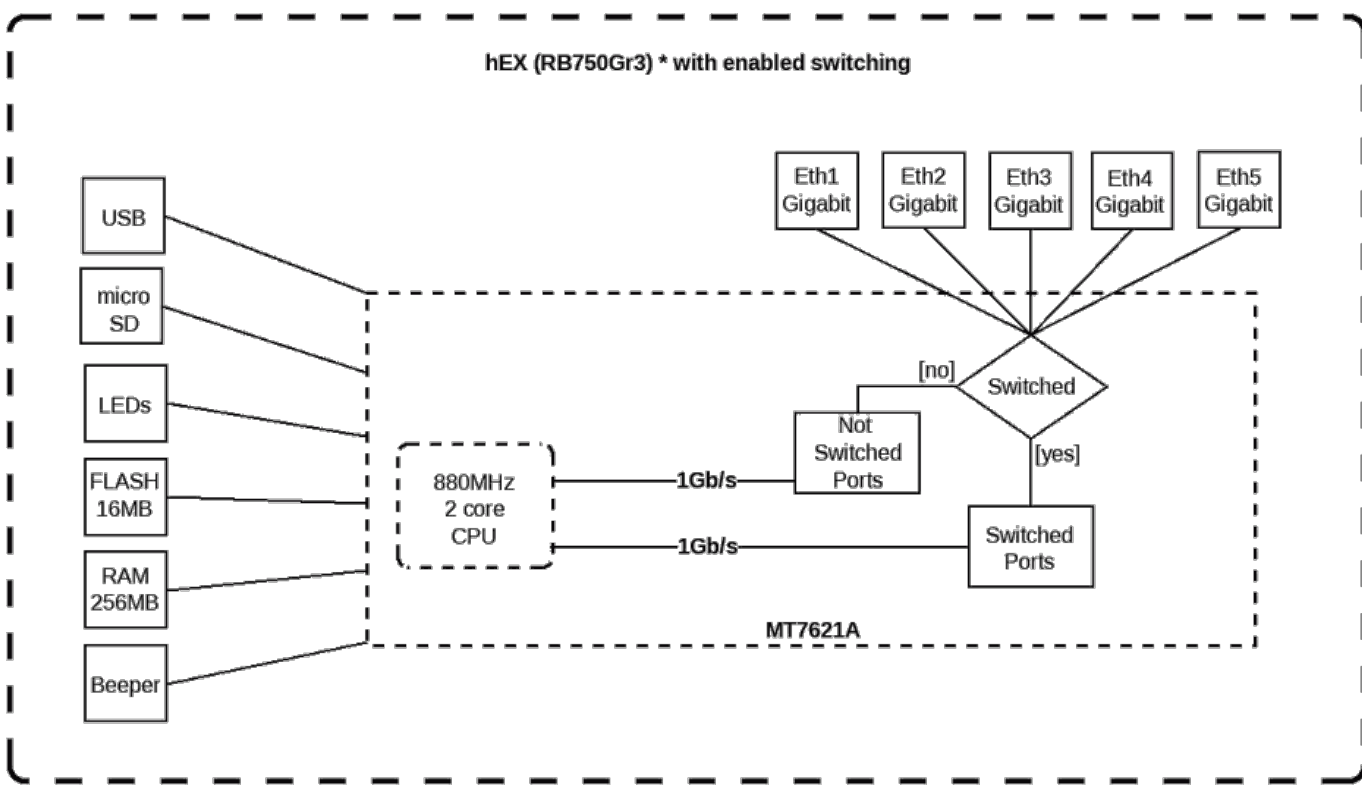 hEX (RB750Gr3) * with enabled switching
Eth1
Gigabit
Eth2
Gigabit
Eth3
Gigabit
Eth4
Gigabit
Eth5
Gigabit
USB
micro
SD
LEDs
FLASH
16MB
RAM
256MB
Beeper
[no]
Switched
[yes]
Not
Switched
Ports
880MHz
2 core
CPU
1Gb/s
1Gb/s
Switched
Ports
MT7621A